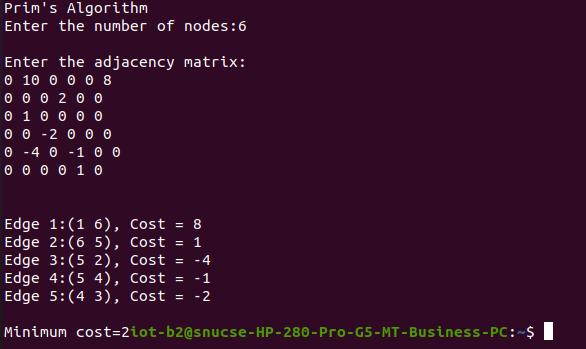 Prim's Algorithm
Enter the number of nodes:6
Enter the adjacency matrix:
0 10 0 0 0 8
0 0 0 2 0 0
0 1 0 0 0 0
0 0 -2 0 0 0
0 -4 0 -1 0 0
0 0 0 0 1 0
Edge 1:(1 6), Cost = 8
Edge 2:(6 5), Cost = 1
Edge 3:(5 2), Cost = -4
Edge 4:(5 4), Cost = -1
Edge 5:(4 3), Cost = -2
Minimum cost=2iot-b2@snucse-HP-280-Pro-G5-MT-Business-PC:~$